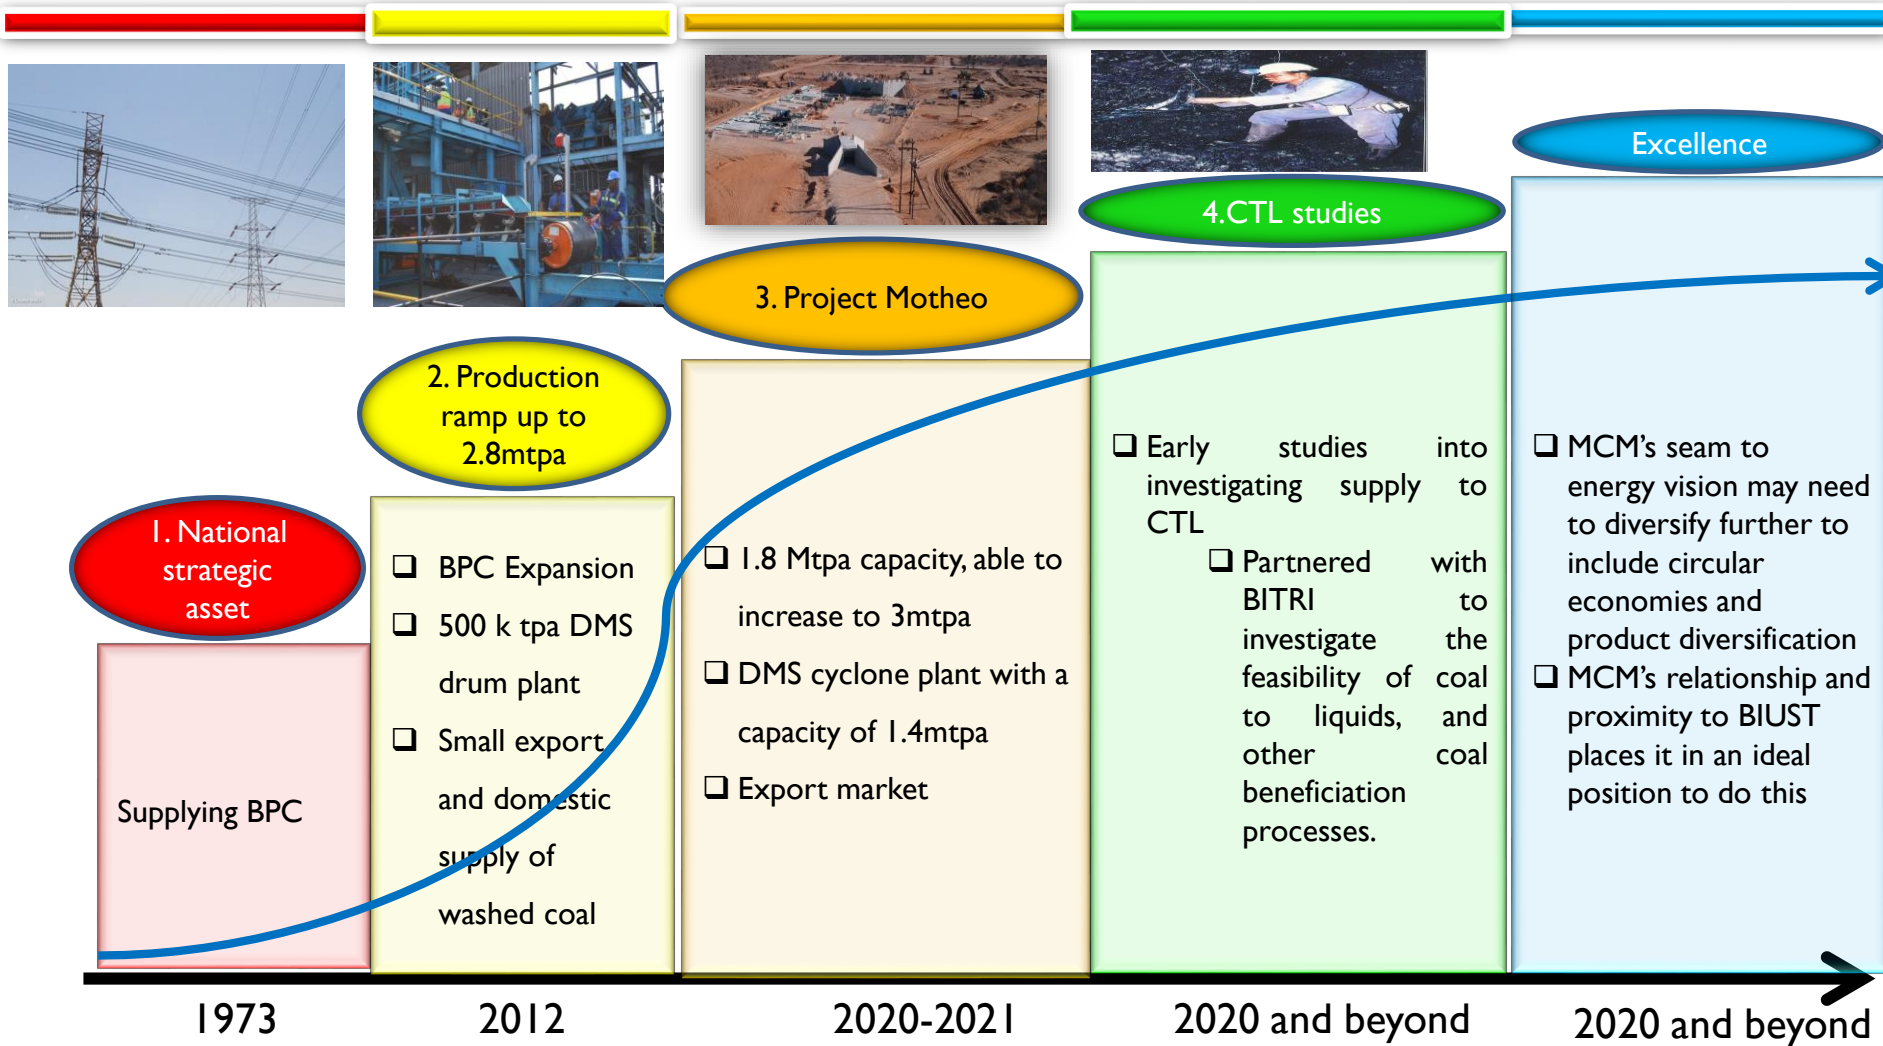 1. National
strategic
asset
Supplying BPC
1973
2. Production
ramp up to
2.8mtpa
❑ BPC Expansion
❑ 500 k tpa DMS
drum plant
❑ Small export
and domestic
supply of
washed coal
2012
3. Project Motheo
❑ 1.8 Mtpa capacity, able to
increase to 3mtpa
❑ DMS cyclone plant with a
capacity of 1.4mtpa
❑ Export market
2020-2021
4.CTL studies
❑ Early studies into
investigating supply to
CTL
❑ Partnered with
BITRI to
investigate the
feasibility of coal
to liquids, and
other coal
beneficiation
processes.
2020 and beyond
Excellence
❑ MCM’s seam to
energy vision may need
to diversify further to
include circular
economies and
product diversification
❑ MCM’s relationship and
proximity to BIUST
places it in an ideal
position to do this
2020 and beyond